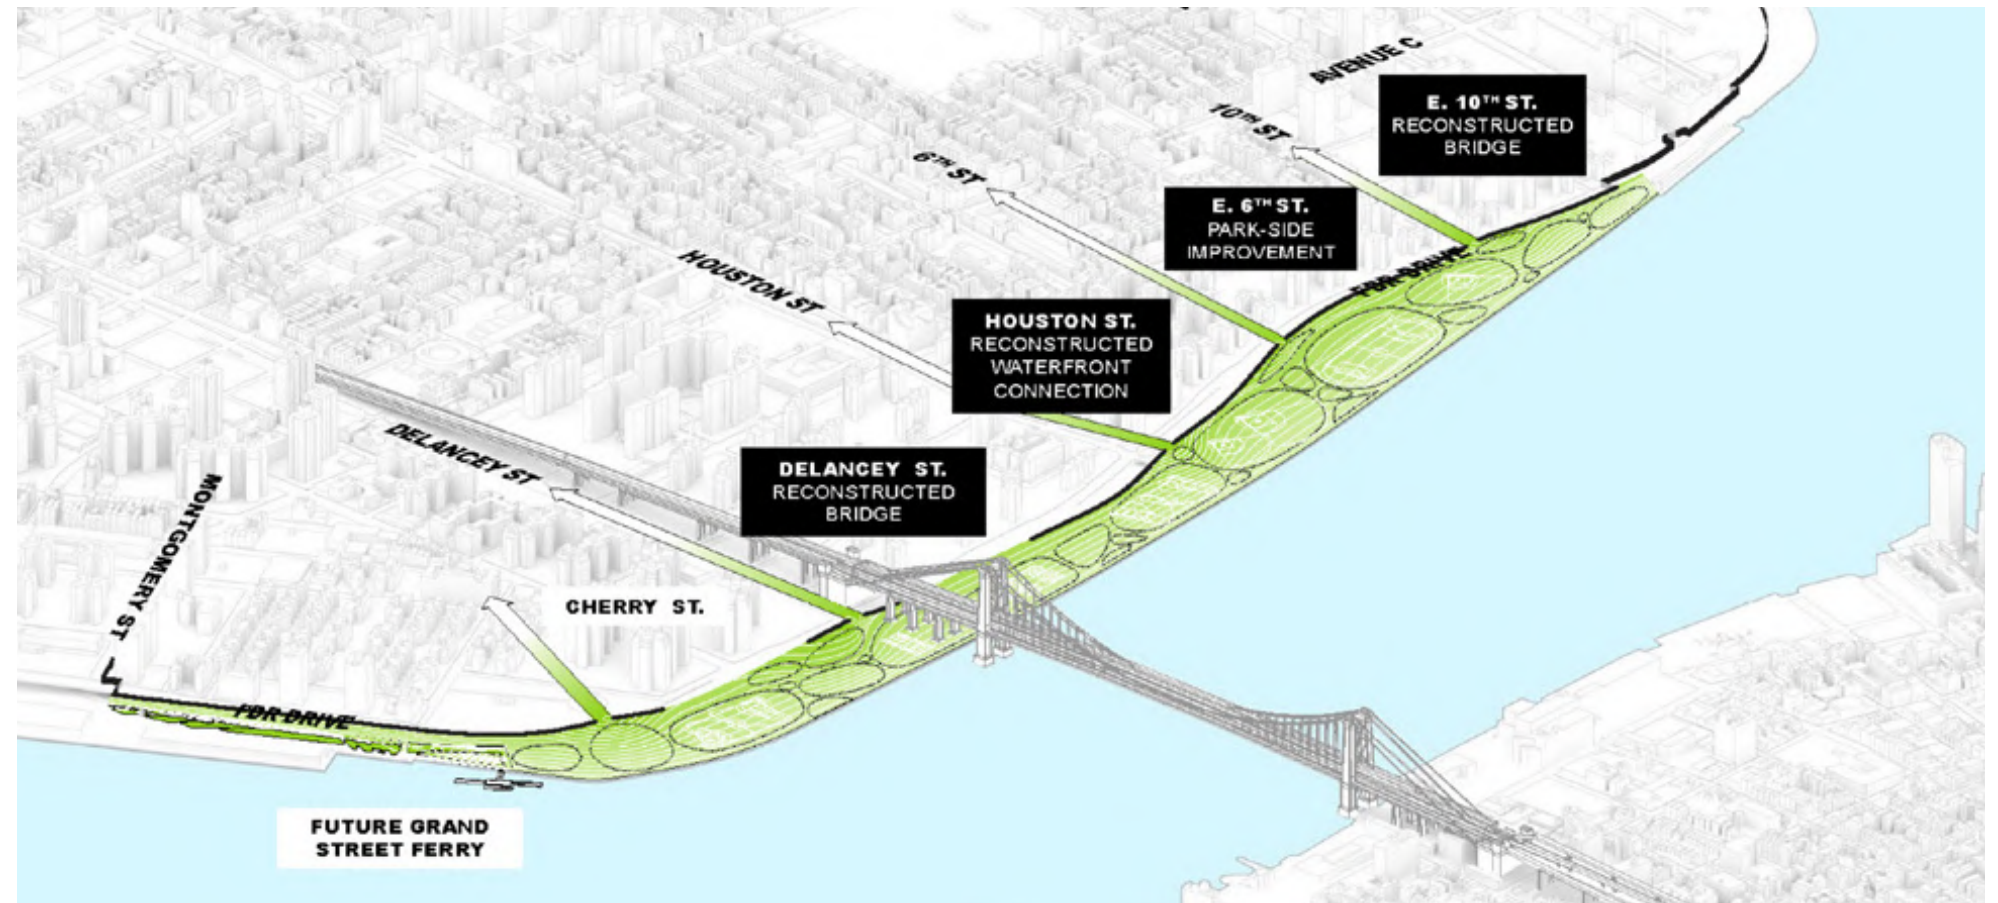 AVENUE C
E. 10TH ST.
RECONSTRUCTED
BRIDGE
10TH ST
6TH ST
E. 6TH ST.
PARK-SIDE
IMPROVEMENT
FDR DRIVE
HOUSTON ST
HOUSTON ST.
RECONSTRUCTED
WATERFRONT
CONNECTION
DELANCEY ST
DELANCEY ST.
RECONSTRUCTED
BRIDGE
MONTGOMERY ST
CHERRY ST.
FDR DRIVE
FUTURE GRAND
STREET FERRY